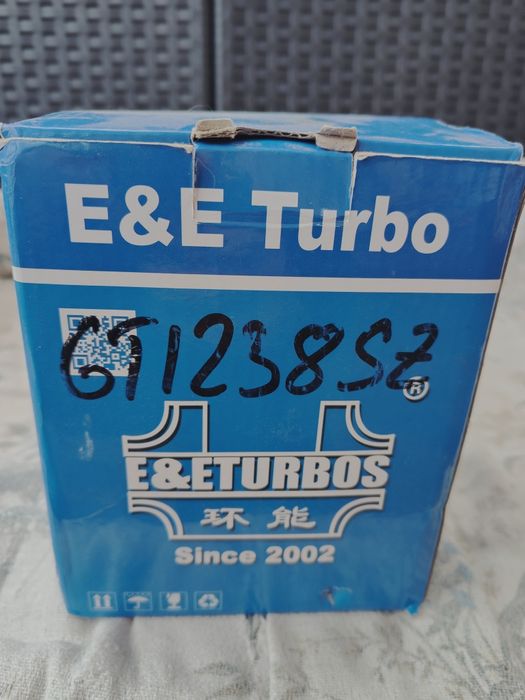 E&E Turbo
GT1238SZ
®
E&ETURBOS
环能
Since 2002